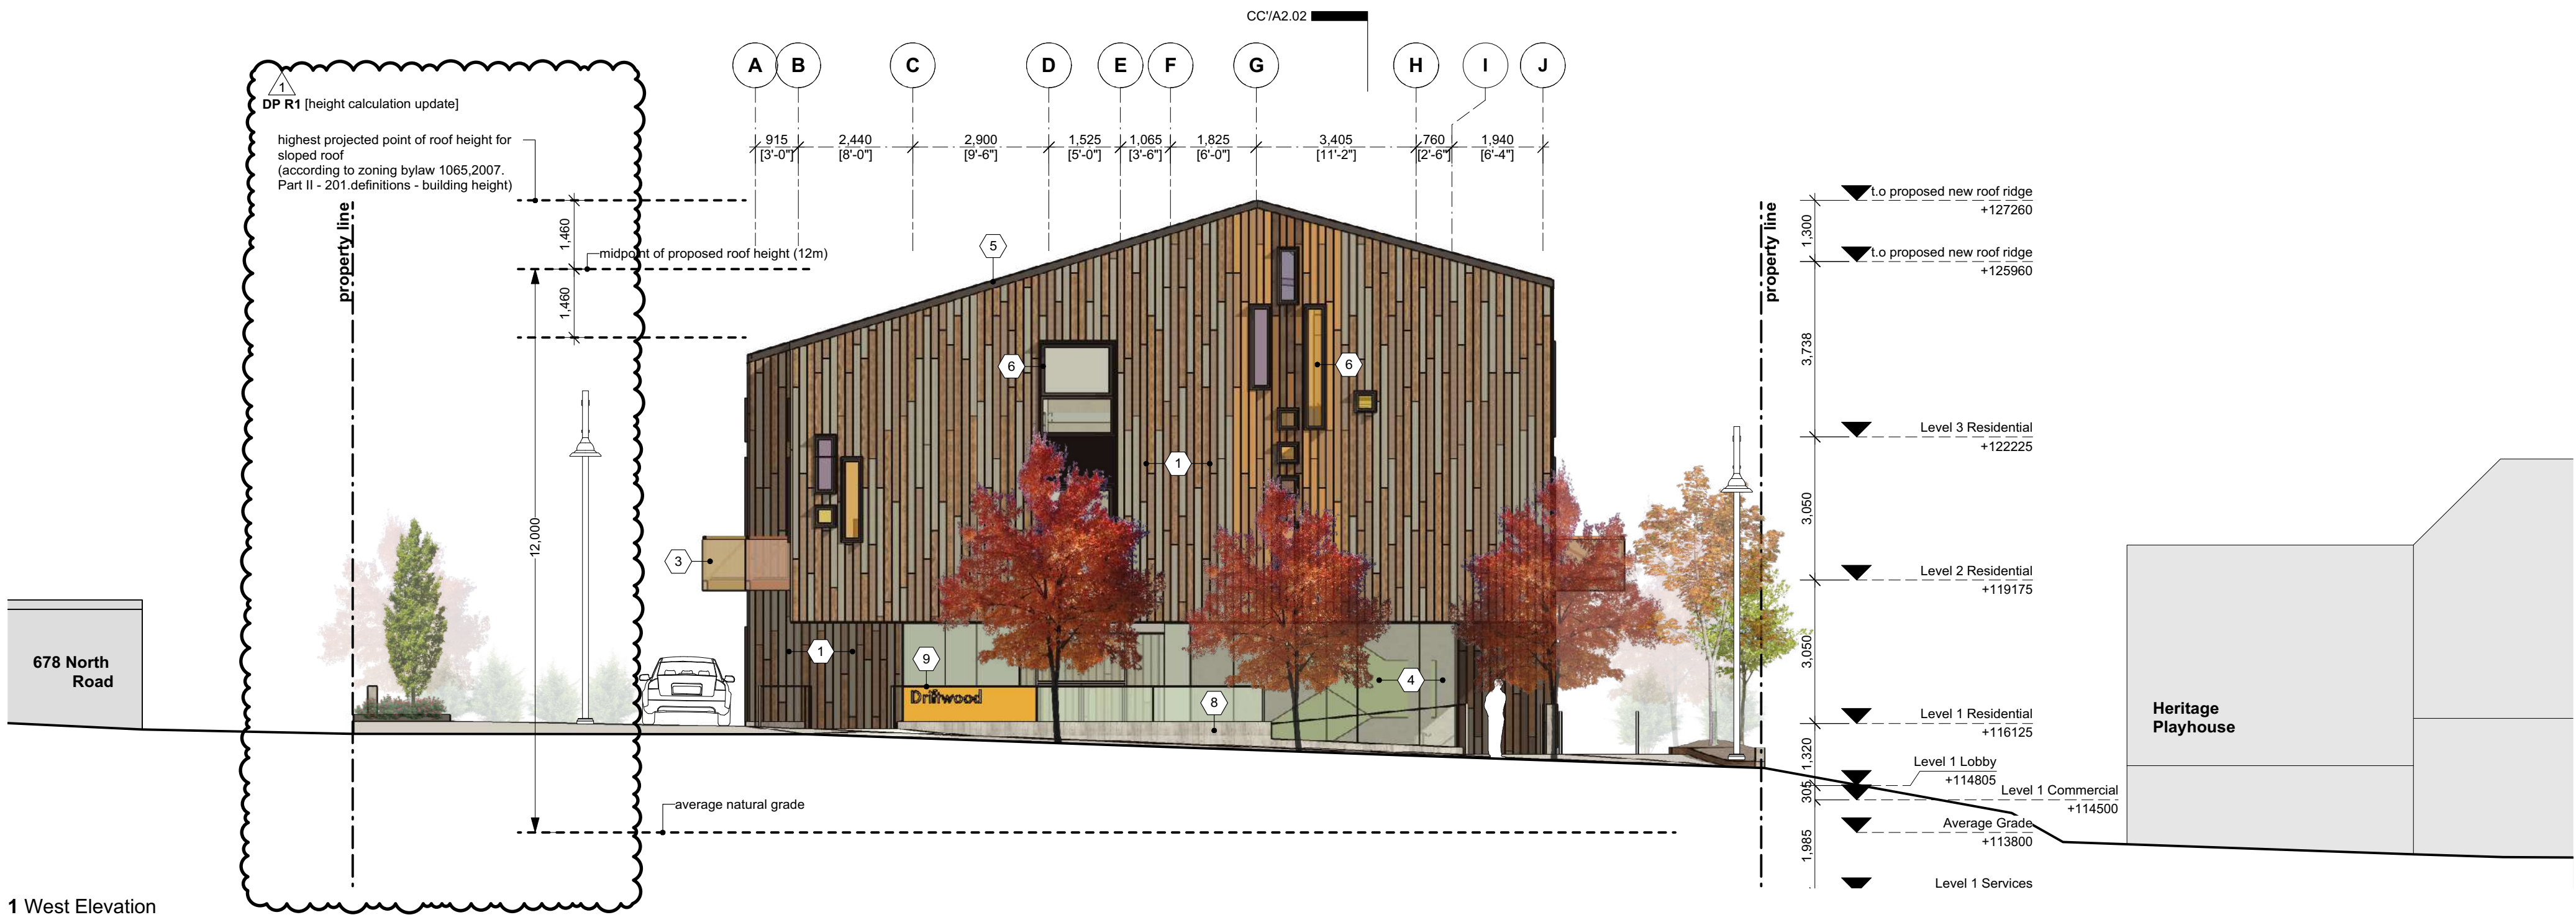 CC'/A2.02
A B C D E F G H I J
1
DP R1 [height calculation update]
highest projected point of roof height for
sloped roof
(according to zoning bylaw 1065,2007.
Part II - 201.definitions - building height)
915 2,440 2,900 1,525 1,065 1,825 3,405 760 1,940
[3'-0"] [8'-0"] [9'-6"] [5'-0"] [3'-6"] [6'-0"] [11'-2"] [2'-6"] [6'-4"]
property line
1,460
midpoint of proposed roof height (12m)
1,460
12,000
5
6
6
1
3
1
9
Driftwood
8
4
678 North
Road
average natural grade
property line
t.o proposed new roof ridge
+127260
1,300
t.o proposed new roof ridge
+125960
3,738
Level 3 Residential
+122225
3,050
Level 2 Residential
+119175
3,050
Level 1 Residential
+116125
1,320
Level 1 Lobby
+114805
305
Level 1 Commercial
+114500
Average Grade
+113800
1,985
Level 1 Services
Heritage
Playhouse
1 West Elevation